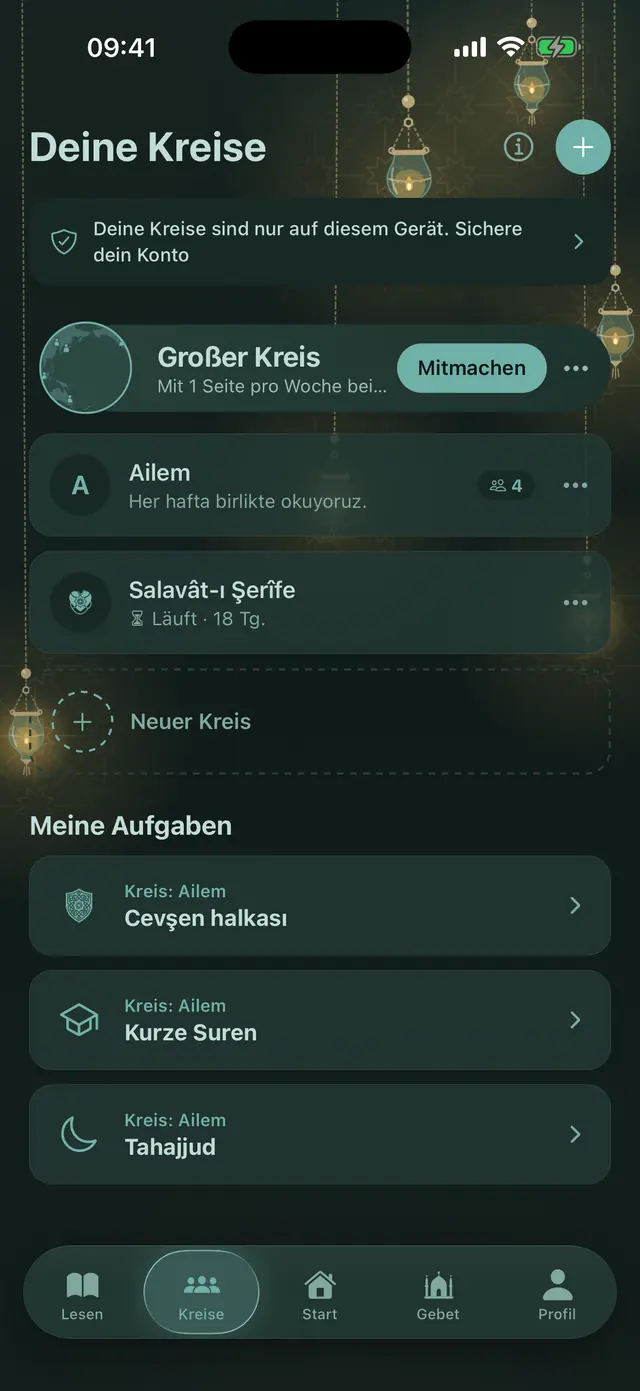 09:41
Deine Kreise
Deine Kreise sind nur auf diesem Gerät. Sichere
dein Konto
Großer Kreis
Mit 1 Seite pro Woche bei...
Mitmachen
A
Ailem
Her hafta birlikte okuyoruz.
4
Salavât-ı Şerîfe
Läuft · 18 Tg.
Neuer Kreis
Meine Aufgaben
Kreis: Ailem
Cevşen halkası
Kreis: Ailem
Kurze Suren
Kreis: Ailem
Tahajjud
Lesen
Kreise
Start
Gebet
Profil